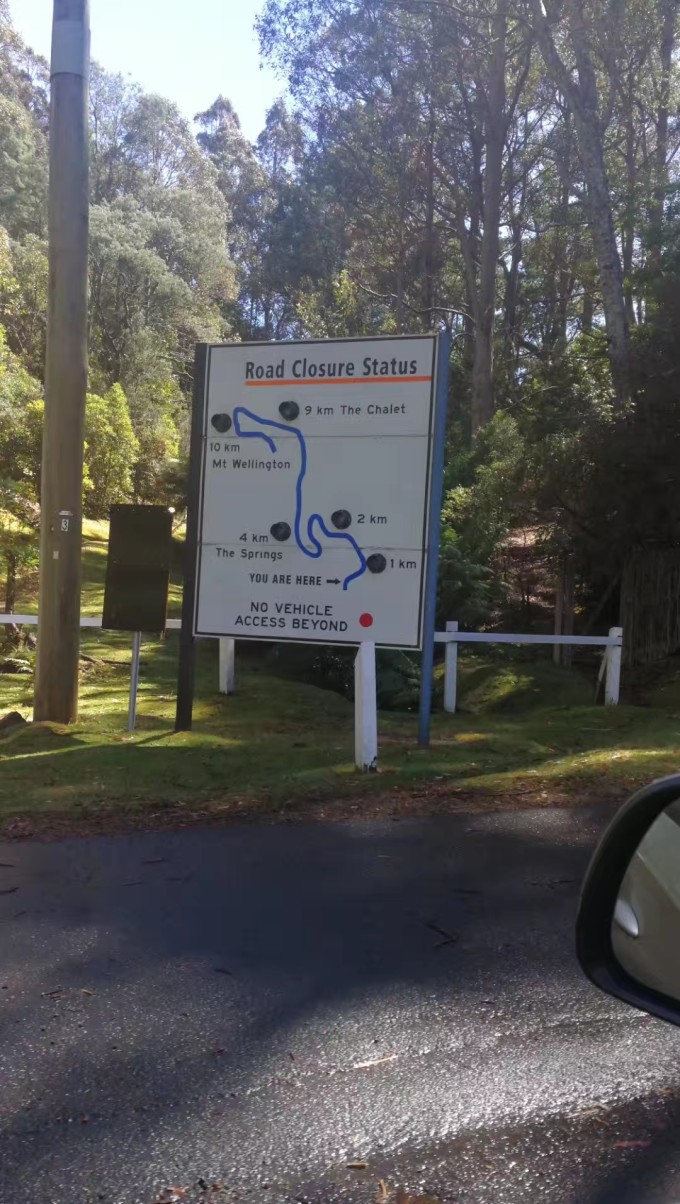 Road Closure Status
9 km The Chalet
10 km
Mt Wellington
2 km
4 km
The Springs
1 km
YOU ARE HERE →
NO VEHICLE
ACCESS BEYOND
3